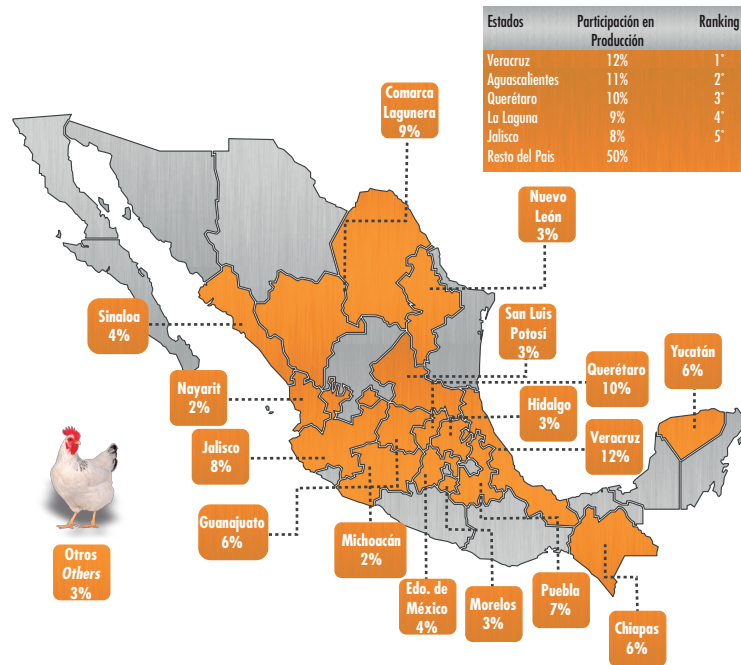 Estados Participación en Ranking
Producción
Veracruz 12% 1°
Aguascalientes 11% 2°
Querétaro 10% 3°
La Laguna 9% 4°
Jalisco 8% 5°
Resto del Pais 50%
Comarca
Lagunera
9%
Nuevo
León
3%
Sinaloa
4%
San Luis
Potosí
3%
Yucatán
6%
Querétaro
10%
Nayarit
2%
Hidalgo
3%
Veracruz
12%
Jalisco
8%
Guanajuato
6%
Michoacán
2%
Otros
Others
3%
Edo. de
México
4%
Morelos
3%
Puebla
7%
Chiapas
6%